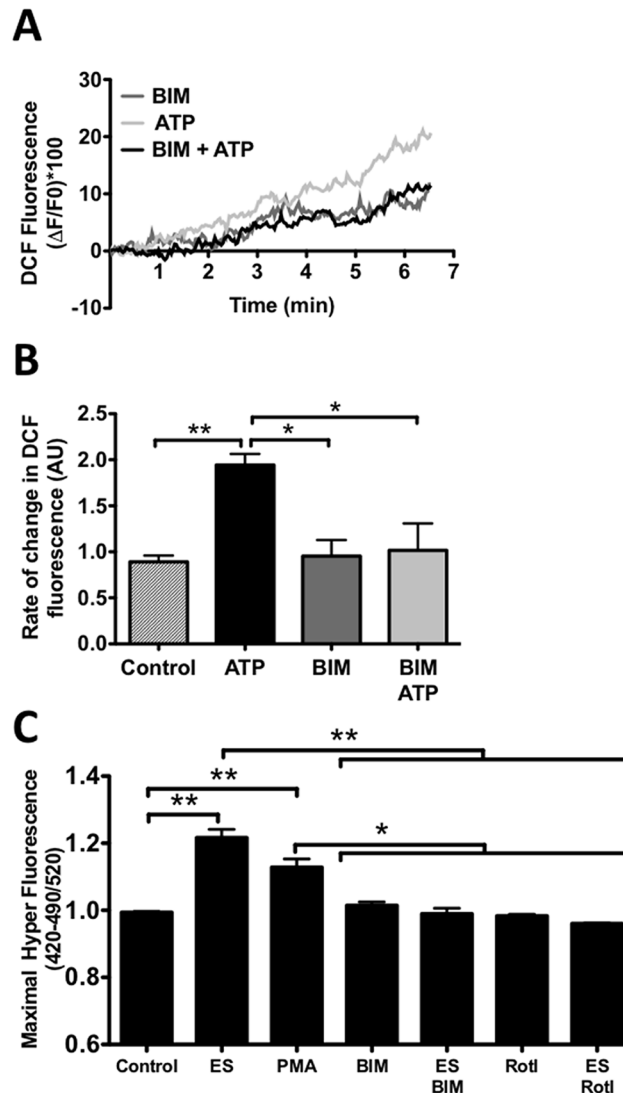 A
30
20
10
0
-10
BIM
ATP
BIM + ATP
DCF Fluorescence
(ΔF/F0)*100
1 2 3 4 5 6 7
Time (min)
B
2.5
2.0
1.5
1.0
0.5
0.0
Rate of change in DCF
fluorescence (AU)
** * *
Control ATP BIM BIM
ATP
C
1.4
1.2
1.0
0.8
0.6
Maximal Hyper Fluorescence
(420-490/520)
**
**
**
*
Control ES PMA BIM ES Rotl ES
BIM Rotl